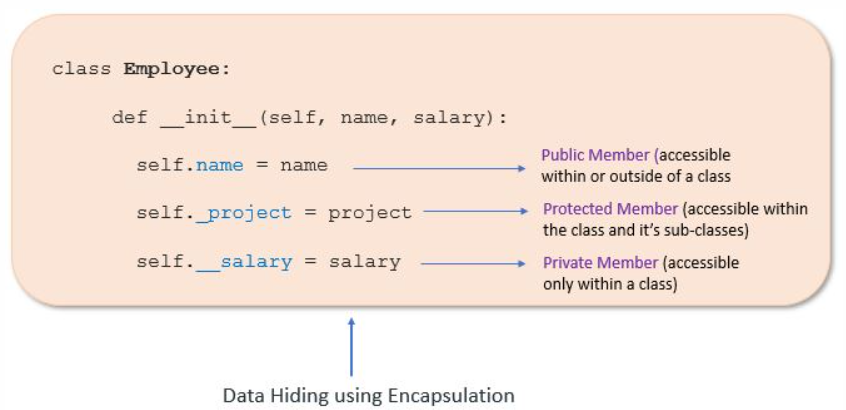 class Employee:
def __init__(self, name, salary):
self.name = name
Public Member (accessible
within or outside of a class
self._project = project
Protected Member (accessible within
the class and it's sub-classes)
self.__salary = salary
Private Member (accessible
only within a class)
Data Hiding using Encapsulation